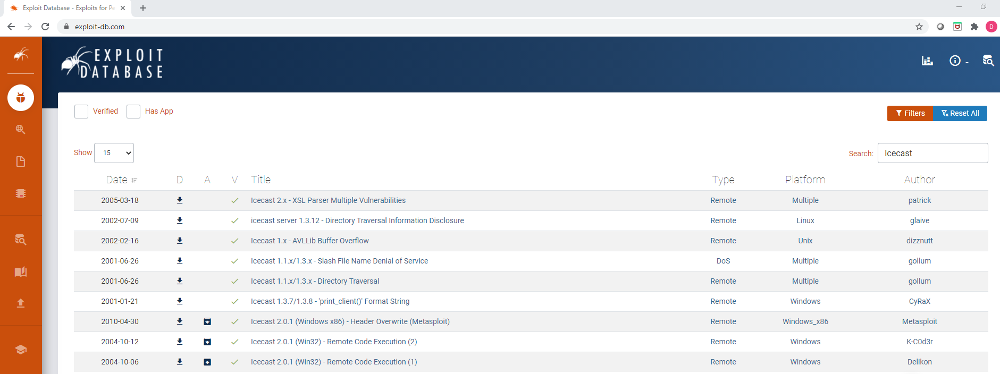 Exploit Database - Exploits for Pe
exploit-db.com
D
EXPLOIT
DATABASE
Verified Has App
Filters Reset All
Show 15 Search: Icecast
Date D A V Title Type Platform Author
2005-03-18 Icecast 2.x - XSL Parser Multiple Vulnerabilities Remote Multiple patrick
2002-07-09 icecast server 1.3.12 - Directory Traversal Information Disclosure Remote Linux glaive
2002-02-16 Icecast 1.x - AVLLib Buffer Overflow Remote Unix dizznutt
2001-06-26 Icecast 1.1.x/1.3.x - Slash File Name Denial of Service DoS Multiple gollum
2001-06-26 Icecast 1.1.x/1.3.x - Directory Traversal Remote Multiple gollum
2001-01-21 Icecast 1.3.7/1.3.8 - 'print_client()' Format String Remote Windows CyRaX
2010-04-30 Icecast 2.0.1 (Windows x86) - Header Overwrite (Metasploit) Remote Windows_x86 Metasploit
2004-10-12 Icecast 2.0.1 (Win32) - Remote Code Execution (2) Remote Windows K-C0d3r
2004-10-06 Icecast 2.0.1 (Win32) - Remote Code Execution (1) Remote Windows Delikon